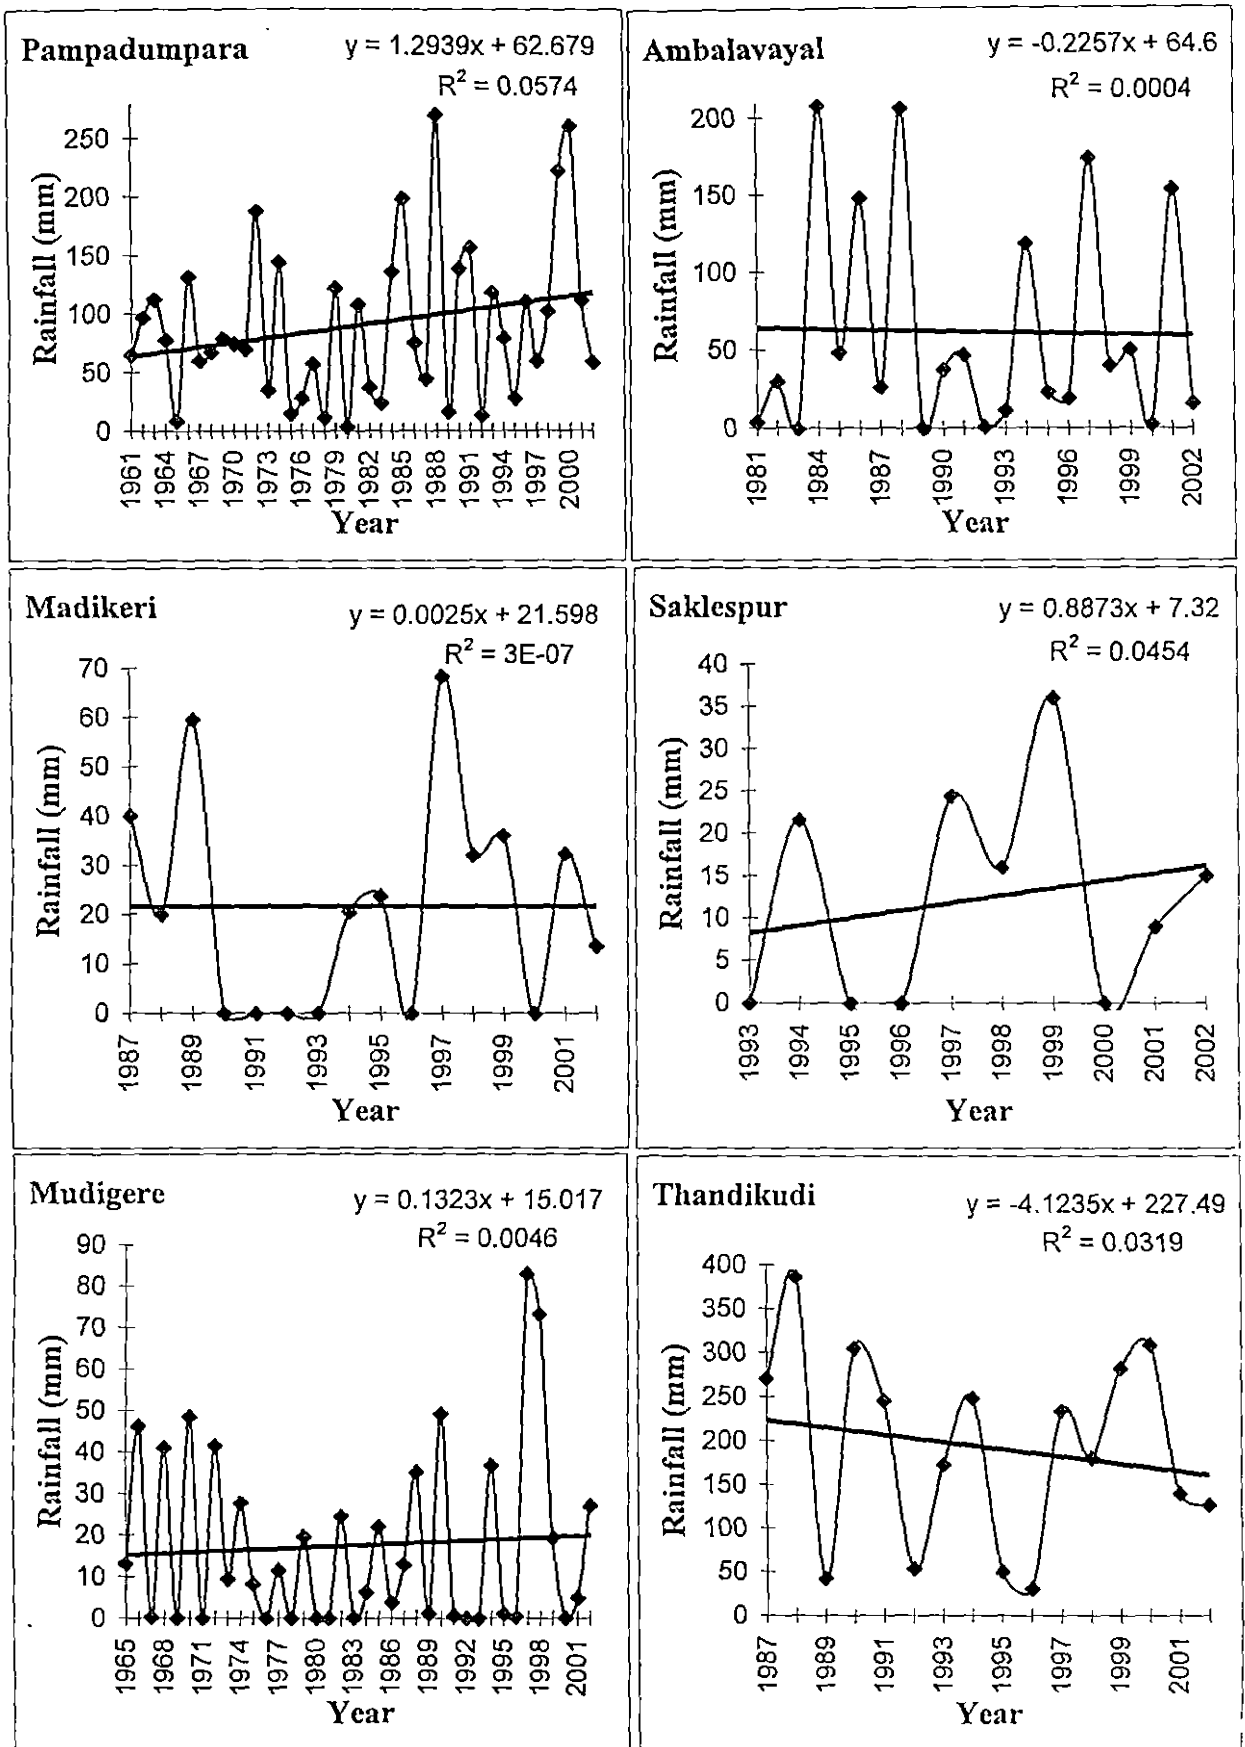 Pampadumpara
y = 1.2939x + 62.679
R² = 0.0574
Rainfall (mm)
250
200
150
100
50
0
1961 1964 1967 1970 1973 1976 1979 1982 1985 1988 1991 1994 1997 2000
Year
Ambalavayal
y = -0.2257x + 64.6
R² = 0.0004
Rainfall (mm)
200
150
100
50
0
1981 1984 1987 1990 1993 1996 1999 2002
Year
Madikeri
y = 0.0025x + 21.598
R² = 3E-07
Rainfall (mm)
70
60
50
40
30
20
10
0
1987 1989 1991 1993 1995 1997 1999 2001
Year
Saklespur
y = 0.8873x + 7.32
R² = 0.0454
Rainfall (mm)
40
35
30
25
20
15
10
5
0
1993 1994 1995 1996 1997 1998 1999 2000 2001 2002
Year
Mudigere
y = 0.1323x + 15.017
R² = 0.0046
Rainfall (mm)
90
80
70
60
50
40
30
20
10
0
1965 1968 1971 1974 1977 1980 1983 1986 1989 1992 1995 1998 2001
Year
Thandikudi
y = -4.1235x + 227.49
R² = 0.0319
Rainfall (mm)
400
350
300
250
200
150
100
50
0
1987 1989 1991 1993 1995 1997 1999 2001
Year